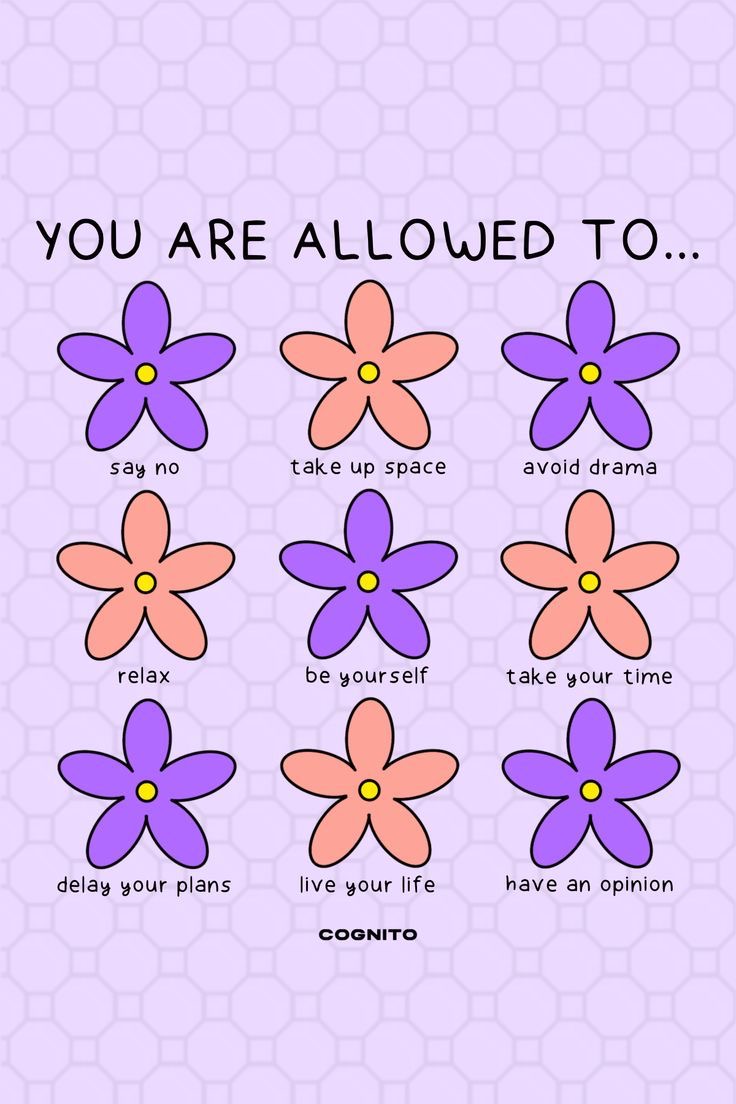 YOU ARE ALLOWED TO...
say no
take up space
avoid drama
relax
be yourself
take your time
delay your plans
live your life
have an opinion
COGNITO